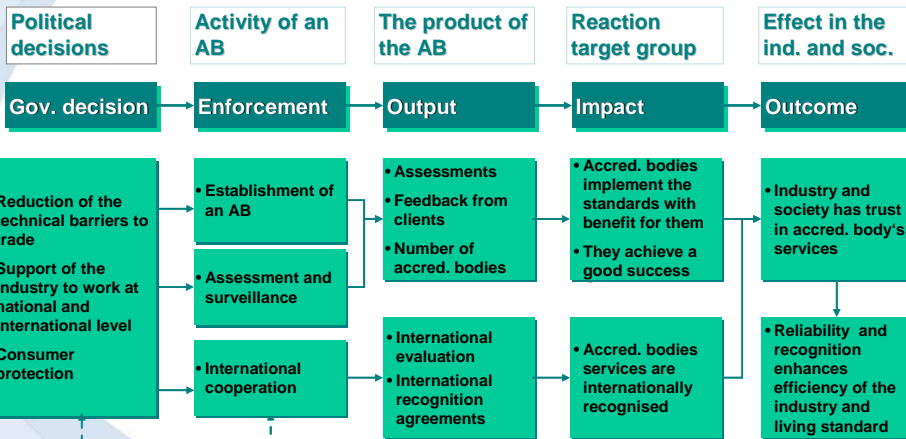 Political
decisions
Activity of an
AB
The product of
the AB
Reaction
target group
Effect in the
ind. and soc.
Gov. decision
Enforcement
Output
Impact
Outcome
Reduction of the
technical barriers to
trade
Support of the
industry to work at
national and
international level
Consumer
protection
• Establishment of
an AB
• Assessment and
surveillance
• International
cooperation
• Assessments
• Feedback from
clients
• Number of
accred. bodies
• International
evaluation
• International
recognition
agreements
• Accred. bodies
implement the
standards with
benefit for them
• They achieve a
good success
• Accred. bodies
services are
internationally
recognised
• Industry and
society has trust
in accred. body's
services
• Reliability and
recognition
enhances
efficiency of the
industry and
living standard